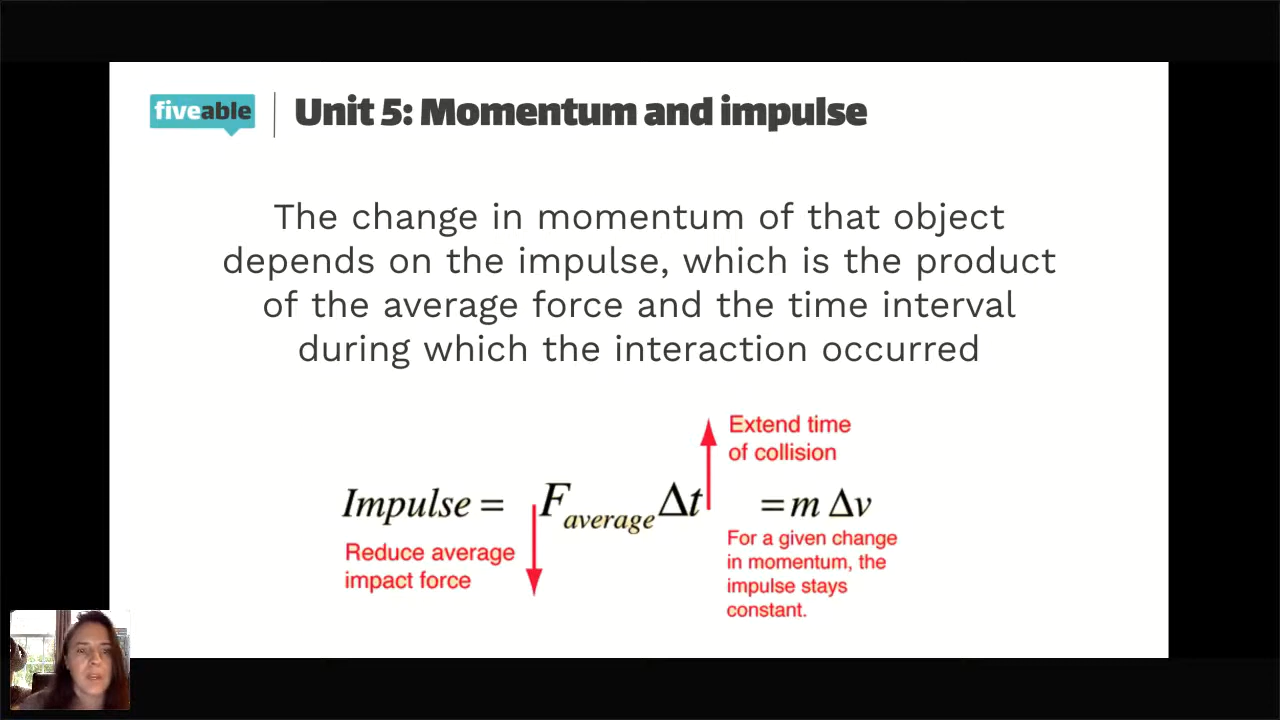 fiveable
Unit 5: Momentum and impulse
The change in momentum of that object
depends on the impulse, which is the product
of the average force and the time interval
during which the interaction occurred
Extend time
of collision
Impulse = F average Δt = m Δv
Reduce average
impact force
For a given change
in momentum, the
impulse stays
constant.